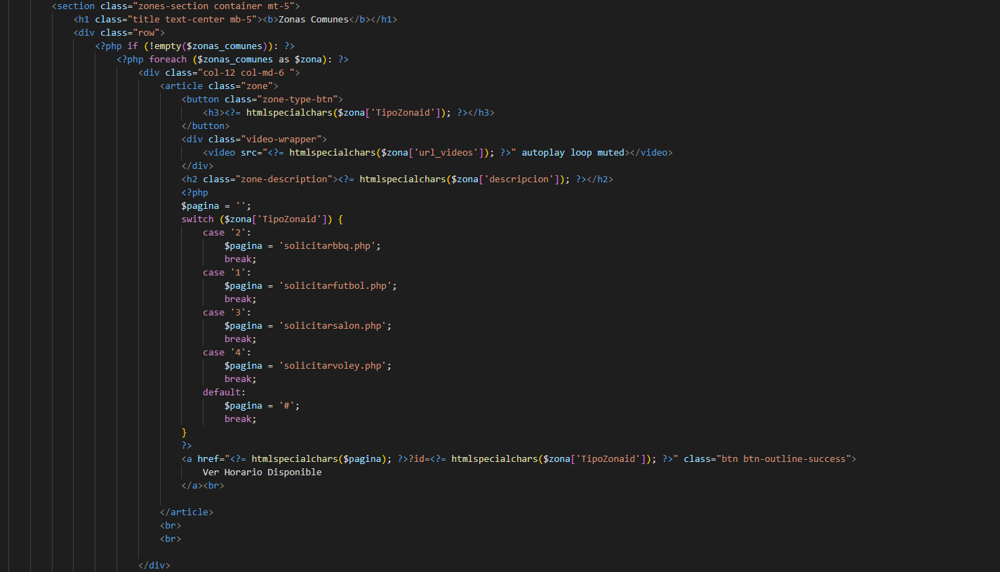 <section class="zones-section container mt-5">
<h1 class="title text-center mb-5"><b>Zonas Comunes</b></h1>
<div class="row">
<?php if (!empty($zonas_comunes)): ?>
<?php foreach ($zonas_comunes as $zona): ?>
<div class="col-12 col-md-6 ">
<article class="zone">
<button class="zone-type-btn">
<h3><?= htmlspecialchars($zona['TipoZonaid']); ?></h3>
</button>
<div class="video-wrapper">
<video src="<?= htmlspecialchars($zona['url_videos']); ?>" autoplay loop muted></video>
</div>
<h2 class="zone-description"><?= htmlspecialchars($zona['descripcion']); ?></h2>
<?php
$pagina = '';
switch ($zona['TipoZonaid']) {
case '2':
$pagina = 'solicitarbbq.php';
break;
case '1':
$pagina = 'solicitarfutbol.php';
break;
case '3':
$pagina = 'solicitarsalon.php';
break;
case '4':
$pagina = 'solicitarvoley.php';
break;
default:
$pagina = '#';
break;
}
?>
<a href="<?= htmlspecialchars($pagina); ?>?id=<?= htmlspecialchars($zona['TipoZonaid']); ?>" class="btn btn-outline-success">
Ver Horario Disponible
</a><br>
</article>
<br>
<br>
</div>